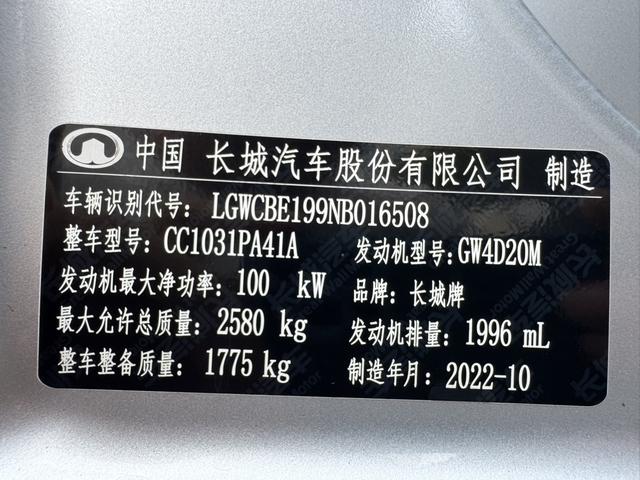 中国 长城汽车股份有限公司 制造
车辆识别代号: LGWCBE199NB016508
整车型号: CC1031PA41A 发动机型号: GW4D20M
发动机最大净功率: 100 kW 品牌: 长城牌
最大允许总质量: 2580 kg 发动机排量: 1996 mL
整车整备质量: 1775 kg 制造年月: 2022-10